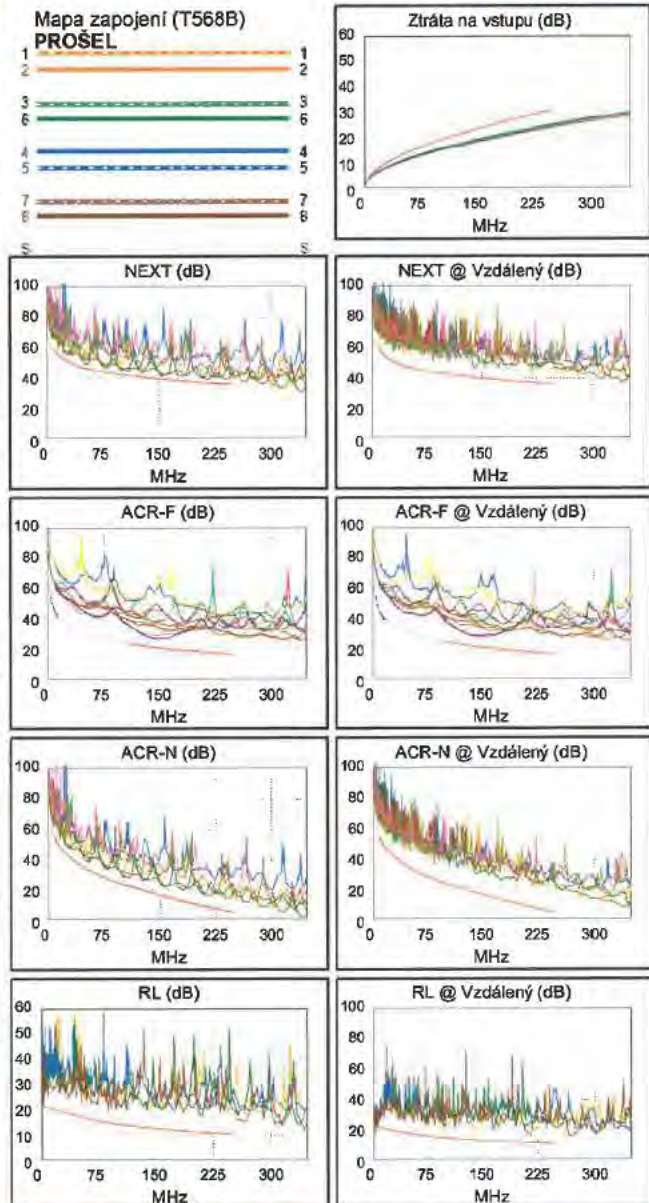 Mapa zapojení (T568B)
PROŠEL
1 1
2 2
3 3
6 6
4 4
5 5
7 7
8 8
S S
Ztráta na vstupu (dB)
60
50
40
30
20
10
0
0 75 150 225 300
MHz
NEXT (dB)
100
80
60
40
20
0
0 75 150 225 300
MHz
NEXT @ Vzdálený (dB)
100
80
60
40
20
0
0 75 150 225 300
MHz
ACR-F (dB)
100
80
60
40
20
0
0 75 150 225 300
MHz
ACR-F @ Vzdálený (dB)
100
80
60
40
20
0
0 75 150 225 300
MHz
ACR-N (dB)
100
80
60
40
20
0
0 75 150 225 300
MHz
ACR-N @ Vzdálený (dB)
100
80
60
40
20
0
0 75 150 225 300
MHz
RL (dB)
60
50
40
30
20
10
0
0 75 150 225 300
MHz
RL @ Vzdálený (dB)
100
80
60
40
20
0
0 75 150 225 300
MHz